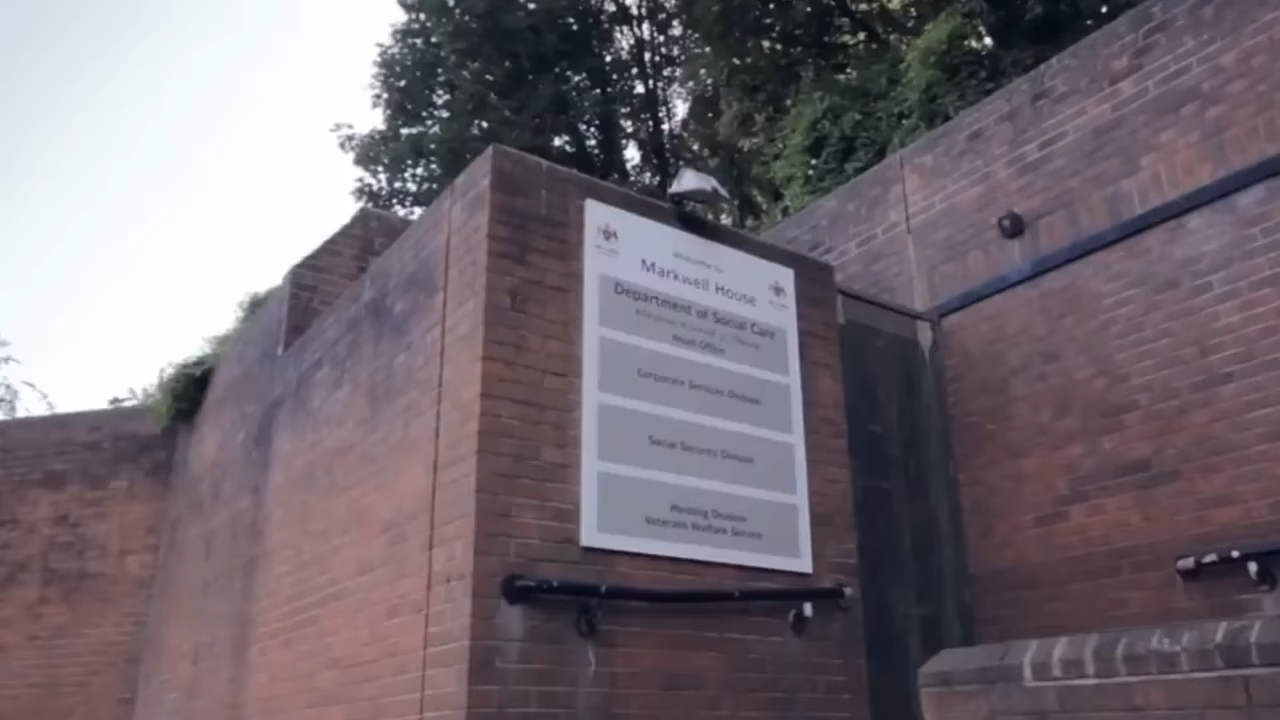 Welcome to
Markwell House
Department of Social Care
Head Office
Corporate Services Division
Social Security Division
Division
Veterans Welfare Service